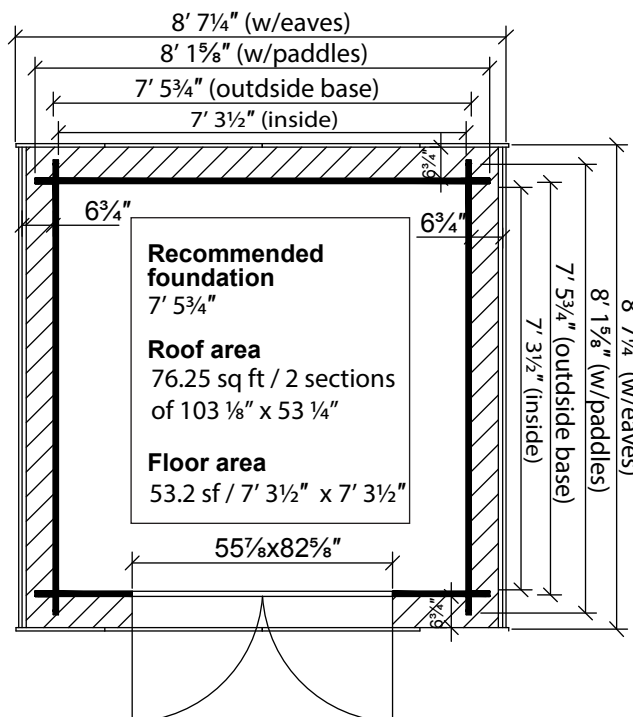 8′ 7¼″ (w/eaves)
8′ 1⅝″ (w/paddles)
7′ 5¾″ (outdside base)
7′ 3½″ (inside)
6¾″
6¾″
6¾″
Recommended
foundation
7′ 5¾″
Roof area
76.25 sq ft / 2 sections
of 103 ⅛″ x 53 ¼″
Floor area
53.2 sf / 7′ 3½″ x 7′ 3½″
55⅞x82⅝″
6¾″
7′ 3½″ (inside)
7′ 5¾″ (outdside base)
8′ 1⅝″ (w/paddles)
8′ 7¼″ (w/eaves)